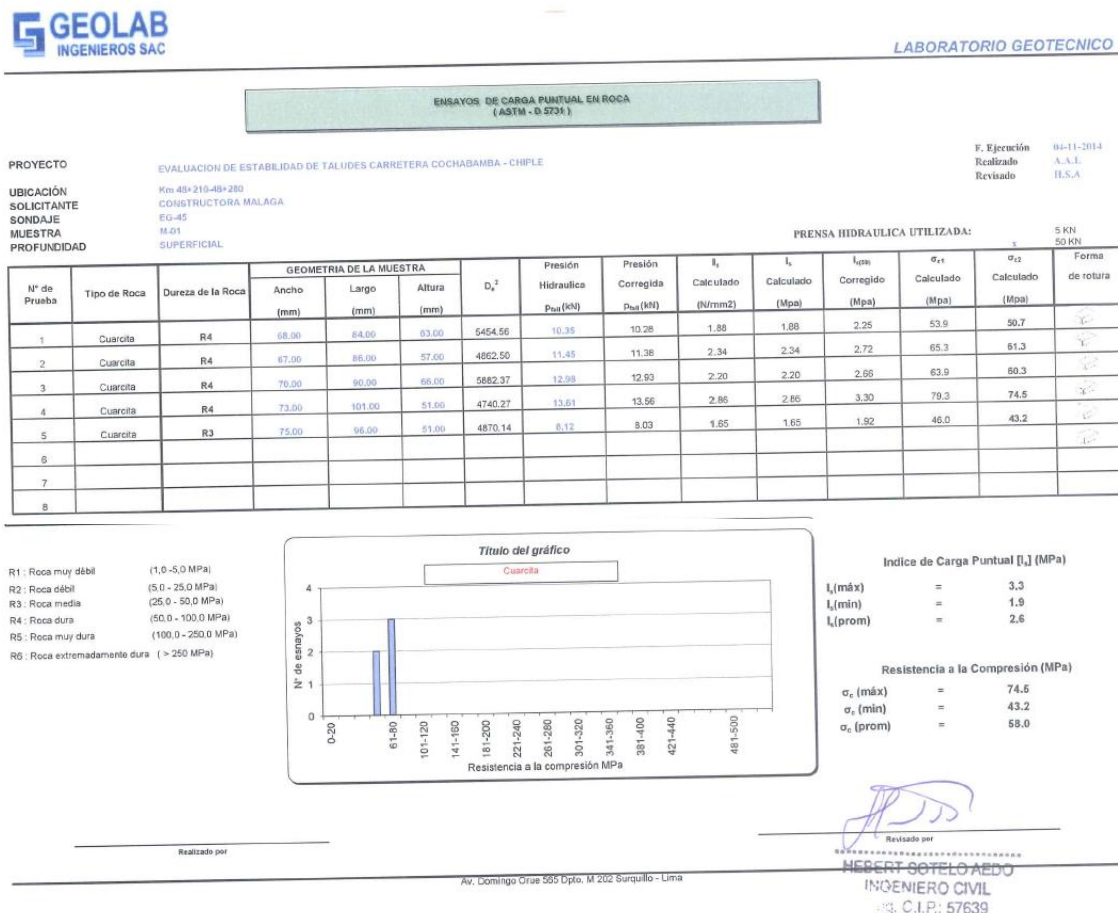 GEOLAB
INGENIEROS SAC
LABORATORIO GEOTECNICO
ENSAYOS DE CARGA PUNTUAL EN ROCA
( ASTM - D 5731 )
PROYECTO EVALUACION DE ESTABILIDAD DE TALUDES CARRETERA COCHABAMBA - CHIPLE
F. Ejecución 04-11-2014
Realizado A.A.L
Revisado H.S.A
UBICACIÓN Km 48+210-48+280
SOLICITANTE CONSTRUCTORA MALAGA
SONDAJE EG-45
MUESTRA M-01
PROFUNDIDAD SUPERFICIAL
PRENSA HIDRAULICA UTILIZADA: 5 KN
x 50 KN
N° de Prueba Tipo de Roca Dureza de la Roca GEOMETRIA DE LA MUESTRA Ancho (mm) Largo (mm) Altura (mm) De² Presión Hidraulica Pfall (kN) Presión Corregida Pfall (kN) Is Calculado (N/mm2) Is Calculado (Mpa) Is(50) Corregido (Mpa) σc1 Calculado (Mpa) σc2 Calculado (Mpa) Forma de rotura
1 Cuarcita R4 68.00 84.00 63.00 5454.56 10.35 10.28 1.88 1.88 2.25 53.9 50.7
2 Cuarcita R4 67.00 86.00 57.00 4862.50 11.45 11.38 2.34 2.34 2.72 65.3 61.3
3 Cuarcita R4 70.00 90.00 66.00 5882.37 12.98 12.93 2.20 2.20 2.66 63.9 60.3
4 Cuarcita R4 73.00 101.00 51.00 4740.27 13.61 13.56 2.86 2.86 3.30 79.3 74.5
5 Cuarcita R3 75.00 96.00 51.00 4870.14 8.12 8.03 1.65 1.65 1.92 46.0 43.2
6
7
8
R1 : Roca muy débil (1,0 -5,0 MPa)
R2 : Roca débil (5,0 - 25,0 MPa)
R3 : Roca media (25,0 - 50,0 MPa)
R4 : Roca dura (50,0 - 100,0 MPa)
R5 : Roca muy dura (100,0 - 250,0 MPa)
R6 : Roca extremadamente dura ( > 250 MPa)
Título del gráfico
Cuarcita
N° de esnayos
4
3
2
1
0
0-20 61-80 101-120 141-160 181-200 221-240 261-280 301-320 341-360 381-400 421-440 481-500
Resistencia a la compresión MPa
Indice de Carga Puntual [Is] (MPa)
Is(máx) = 3.3
Is(min) = 1.9
Is(prom) = 2.6
Resistencia a la Compresión (MPa)
σc (máx) = 74.5
σc (min) = 43.2
σc (prom) = 58.0
Realizado por
Revisado por
HEBERT SOTELO AEDO
INGENIERO CIVIL
C.I.P.: 57639
Av. Domingo Orue 565 Dpto. M 202 Surquillo - Lima